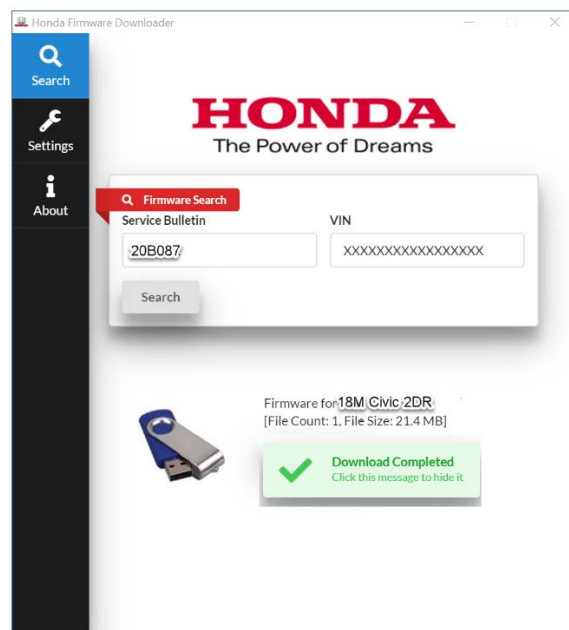 Honda Firmware Downloader
Search
Settings
About
HONDA
The Power of Dreams
Firmware Search
Service Bulletin
VIN
20B087
XXXXXXXXXXXXXXXXX
Search
Firmware for 18M Civic 2DR
[File Count: 1, File Size: 21.4 MB]
Download Completed
Click this message to hide it